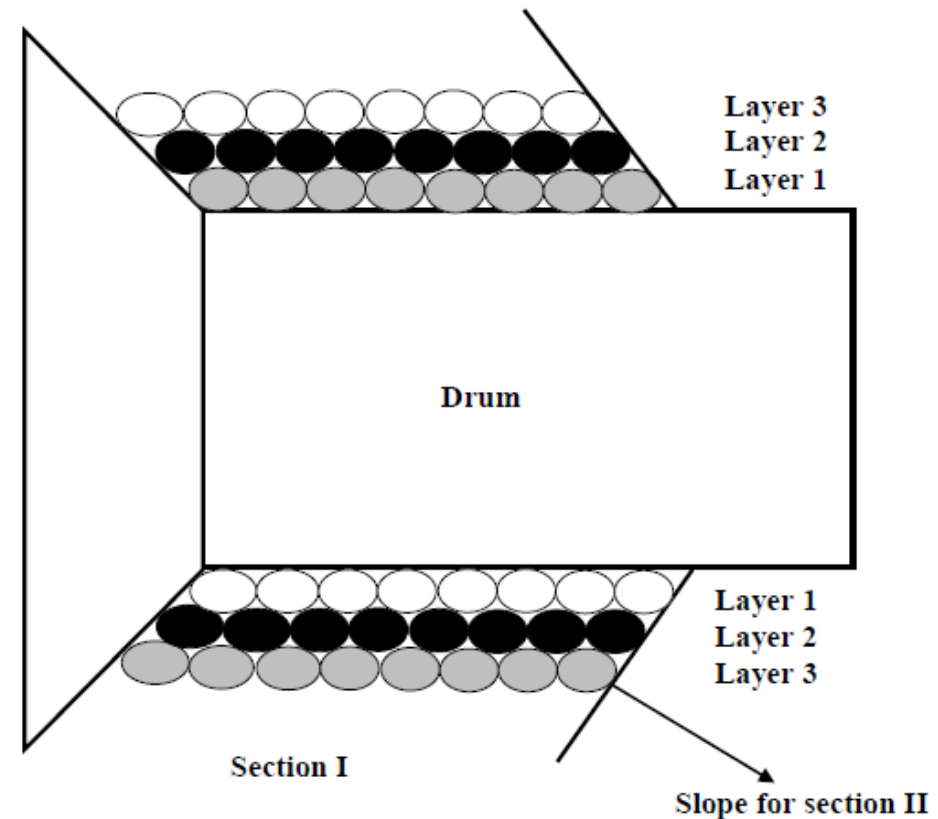 Layer 3
Layer 2
Layer 1
Drum
Layer 1
Layer 2
Layer 3
Section I
Slope for section II